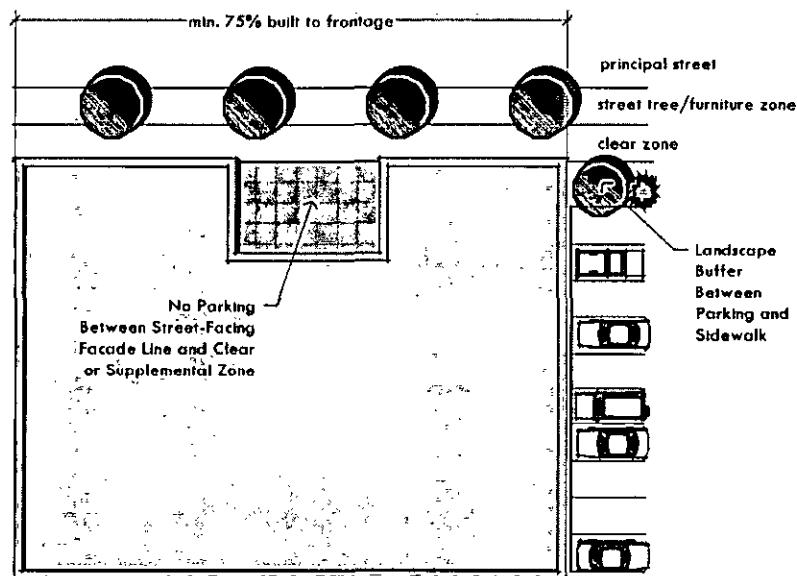 min. 75% built to frontage
principal street
street tree/furniture zone
clear zone
No Parking
Between Street-Facing
Facade Line and Clear
or Supplemental Zone
Landscape
Buffer
Between
Parking and
Sidewalk